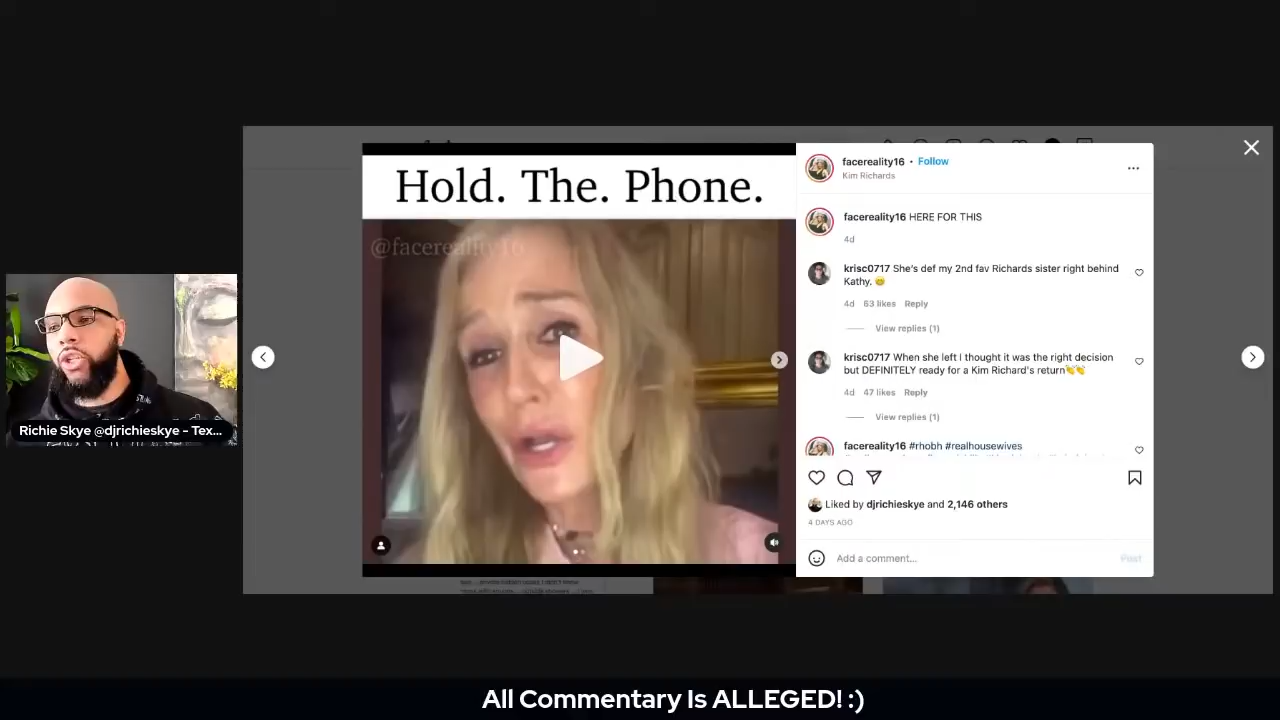 Hold. The. Phone.
@facereality16
facereality16 • Follow
Kim Richards
facereality16 HERE FOR THIS
4d
krisc0717 She's def my 2nd fav Richards sister right behind
Kathy. 😊
4d 63 likes Reply
View replies (1)
krisc0717 When she left I thought it was the right decision
but DEFINITELY ready for a Kim Richard's return👏👏
4d 47 likes Reply
View replies (1)
facereality16 #rhobh #realhousewives
Liked by djrichieskye and 2,146 others
4 DAYS AGO
Add a comment...
Post
Richie Skye @djrichieskye - Tex...
All Commentary Is ALLEGED! :)